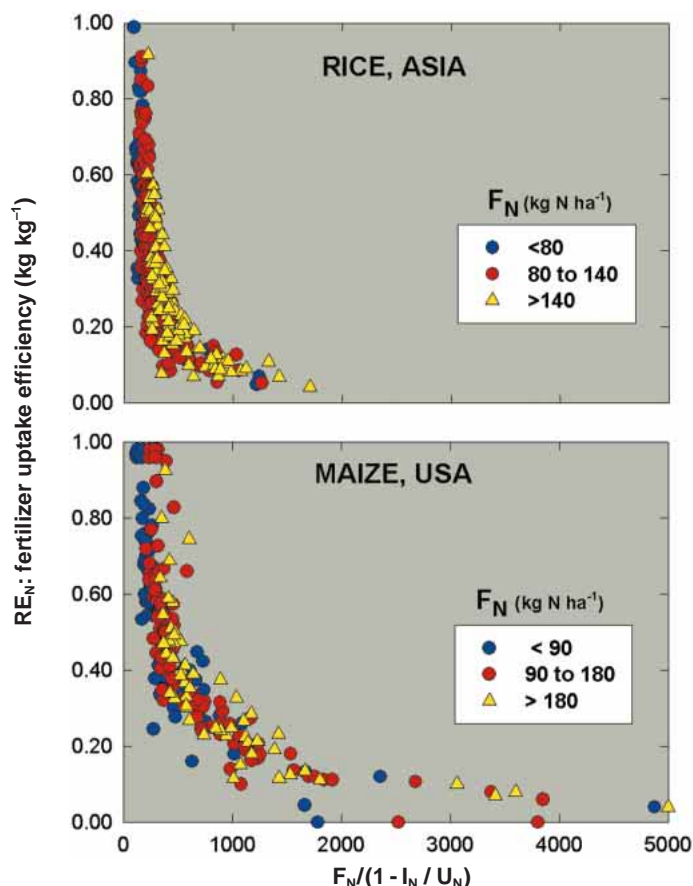 RE_N: fertilizer uptake efficiency (kg kg⁻¹)
1.00
0.80
0.60
0.40
0.20
0.00
RICE, ASIA
F_N (kg N ha⁻¹)
<80
80 to 140
>140
1.00
0.80
0.60
0.40
0.20
0.00
MAIZE, USA
F_N (kg N ha⁻¹)
< 90
90 to 180
> 180
0 1000 2000 3000 4000 5000
F_N/(1 - I_N / U_N)